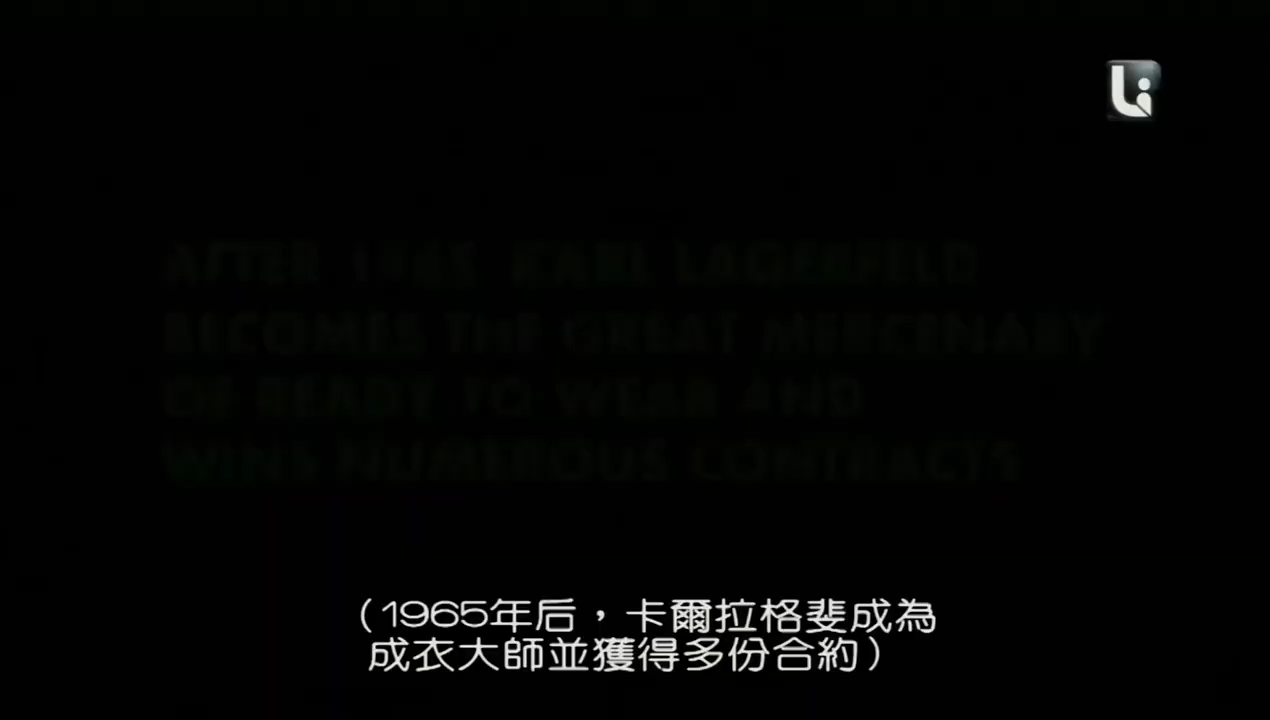 AFTER 1965 KARL LAGERFELD
BECOMES THE GREAT MERCENARY
OF READY TO WEAR AND
WINS NUMEROUS CONTRACTS
（1965年后，卡爾拉格斐成為
成衣大師並獲得多份合約）